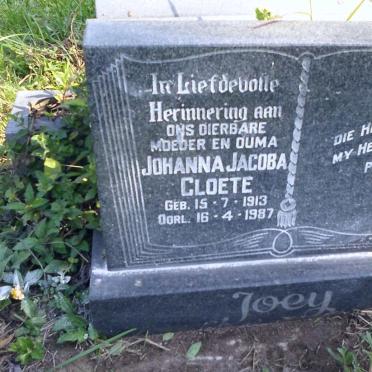 In Liefdevolle
Herinnering aan
ONS DIERBARE
MOEDER EN OUMA
JOHANNA JACOBA
CLOETE
GEB. 15 - 7 - 1913
OORL. 16 - 4 - 1987
DIE HE
MY HE
Joey